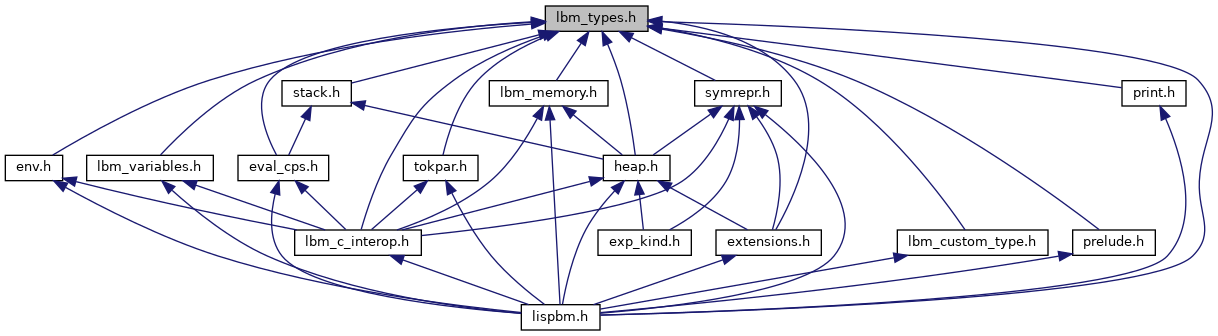 lbm_types.h
stack.h
lbm_memory.h
symrepr.h
print.h
env.h
lbm_variables.h
eval_cps.h
tokpar.h
heap.h
lbm_c_interop.h
exp_kind.h
extensions.h
lbm_custom_type.h
prelude.h
lispbm.h